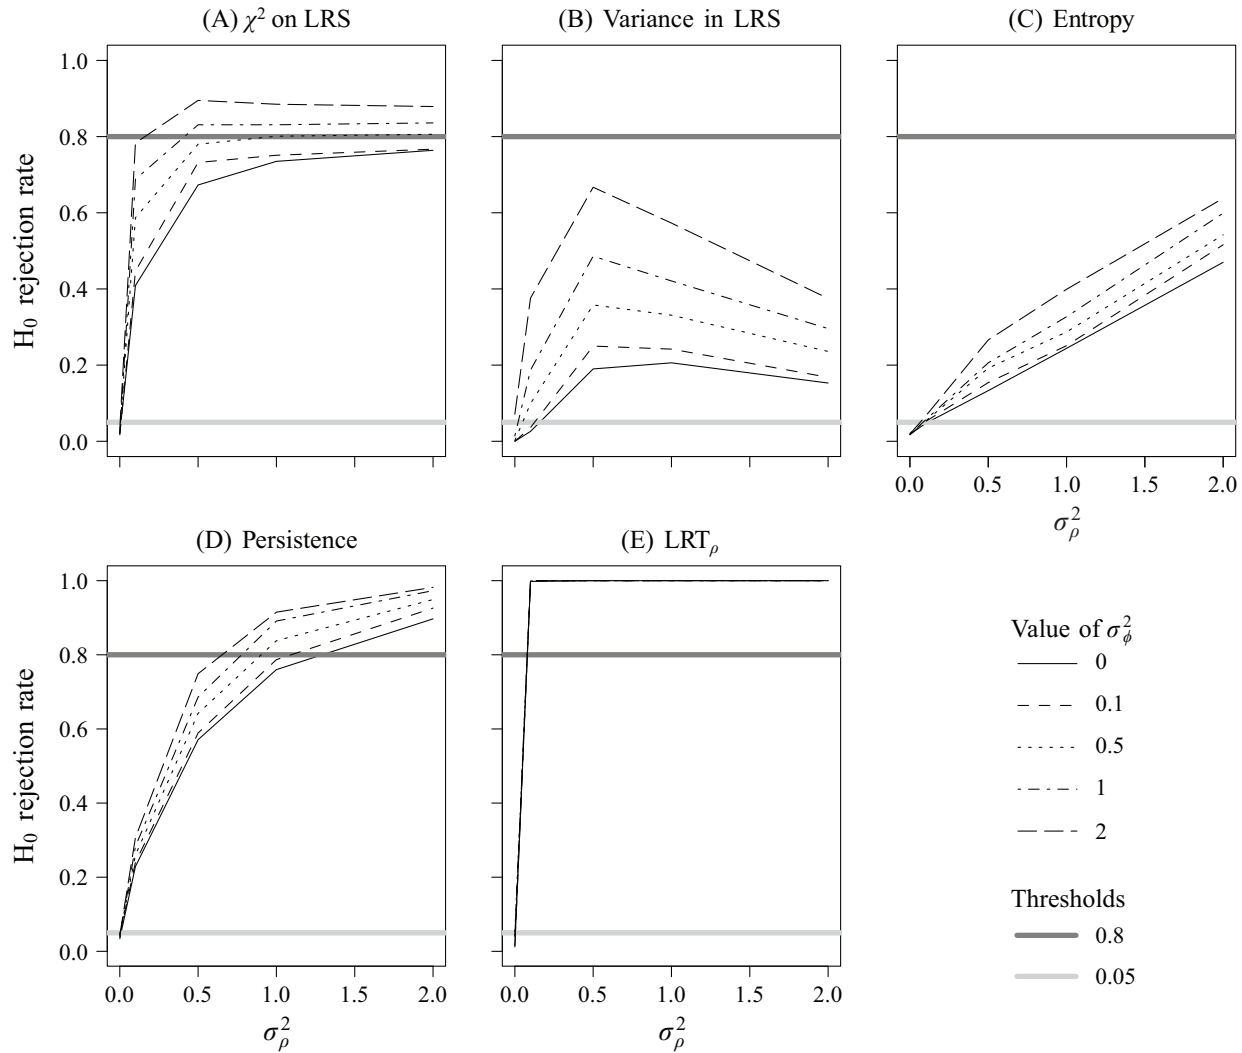 (A) χ² on LRS
(B) Variance in LRS
(C) Entropy
H₀ rejection rate
1.0
0.8
0.6
0.4
0.2
0.0
0.0 0.5 1.0 1.5 2.0
σ²ρ
(D) Persistence
(E) LRTρ
H₀ rejection rate
1.0
0.8
0.6
0.4
0.2
0.0
0.0 0.5 1.0 1.5 2.0
σ²ρ
0.0 0.5 1.0 1.5 2.0
σ²ρ
Value of σ²ϕ
0
0.1
0.5
1
2
Thresholds
0.8
0.05